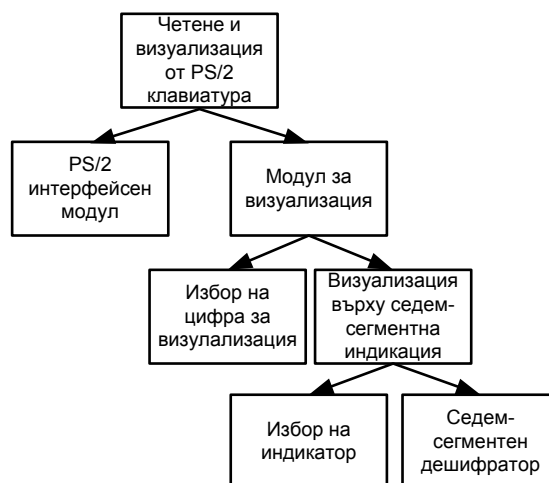 Четене и
визуализация
от PS/2
клавиатура
PS/2
интерфейсен
модул
Модул за
визуализация
Избор на
цифра за
визулализация
Визуализация
върху седем-
сегментна
индикация
Избор на
индикатор
Седем-
сегментен
дешифратор